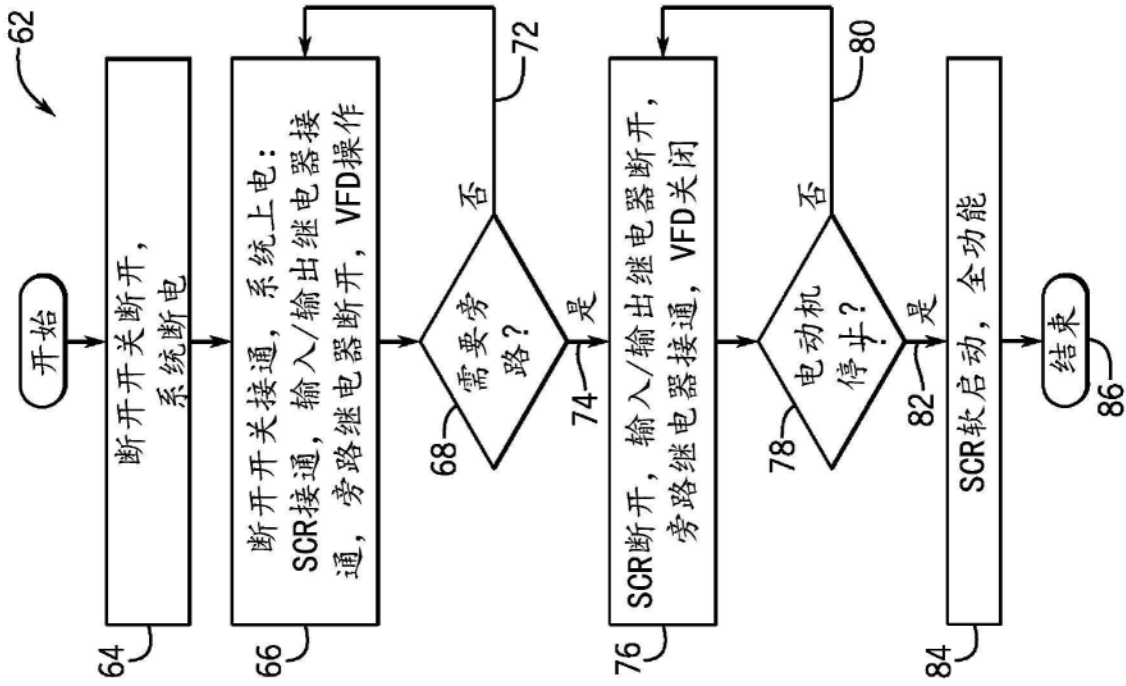 62
开始
断开开关断开，
系统断电
64
断开开关接通，系统上电：
SCR接通，输入/输出继电器接
通，旁路继电器断开，VFD操作
66
72
否
需要旁
路?
68
是
74
SCR断开，输入/输出继电器断开，
旁路继电器接通，VFD关闭
76
80
否
电动机
停止?
78
是
82
SCR软启动，全功能
84
结束
86